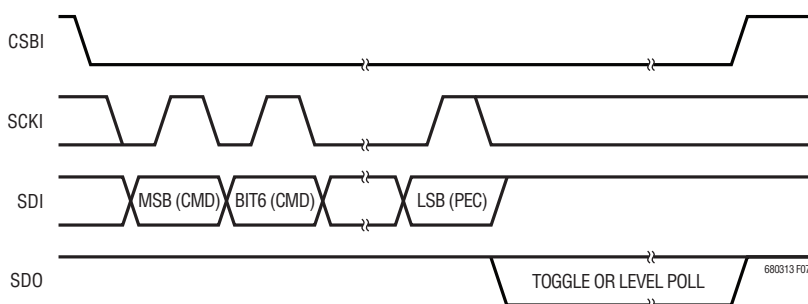 CSBI
SCKI
SDI
MSB (CMD) BIT6 (CMD) LSB (PEC)
SDO
TOGGLE OR LEVEL POLL
680313 F07